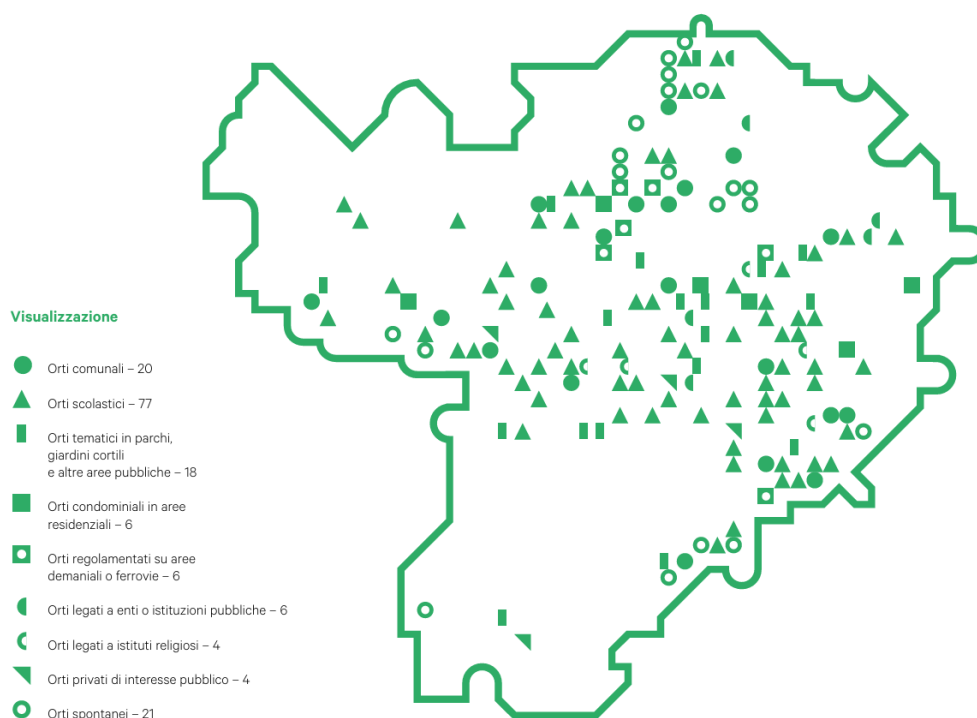 Visualizzazione
Orti comunali – 20
Orti scolastici – 77
Orti tematici in parchi,
giardini cortili
e altre aree pubbliche – 18
Orti condominiali in aree
residenziali – 6
Orti regolamentati su aree
demaniali o ferrovie – 6
Orti legati a enti o istituzioni pubbliche – 6
Orti legati a istituti religiosi – 4
Orti privati di interesse pubblico – 4
Orti spontanei – 21